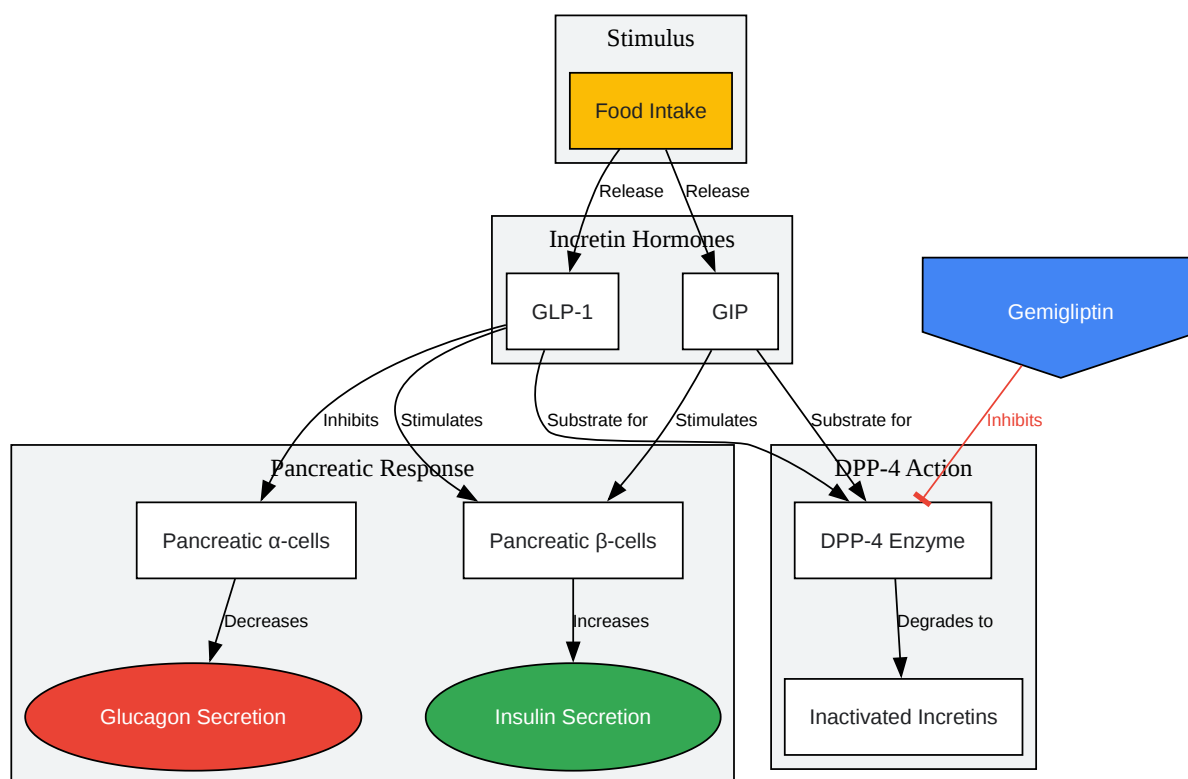 Stimulus
Food Intake
Release
Release
Incretin Hormones
GLP-1
GIP
Gemigliptin
Inhibits
Stimulates
Substrate for
Stimulates
Substrate for
Inhibits
Pancreatic Response
DPP-4 Action
Pancreatic α-cells
Pancreatic β-cells
DPP-4 Enzyme
Decreases
Increases
Degrades to
Glucagon Secretion
Insulin Secretion
Inactivated Incretins